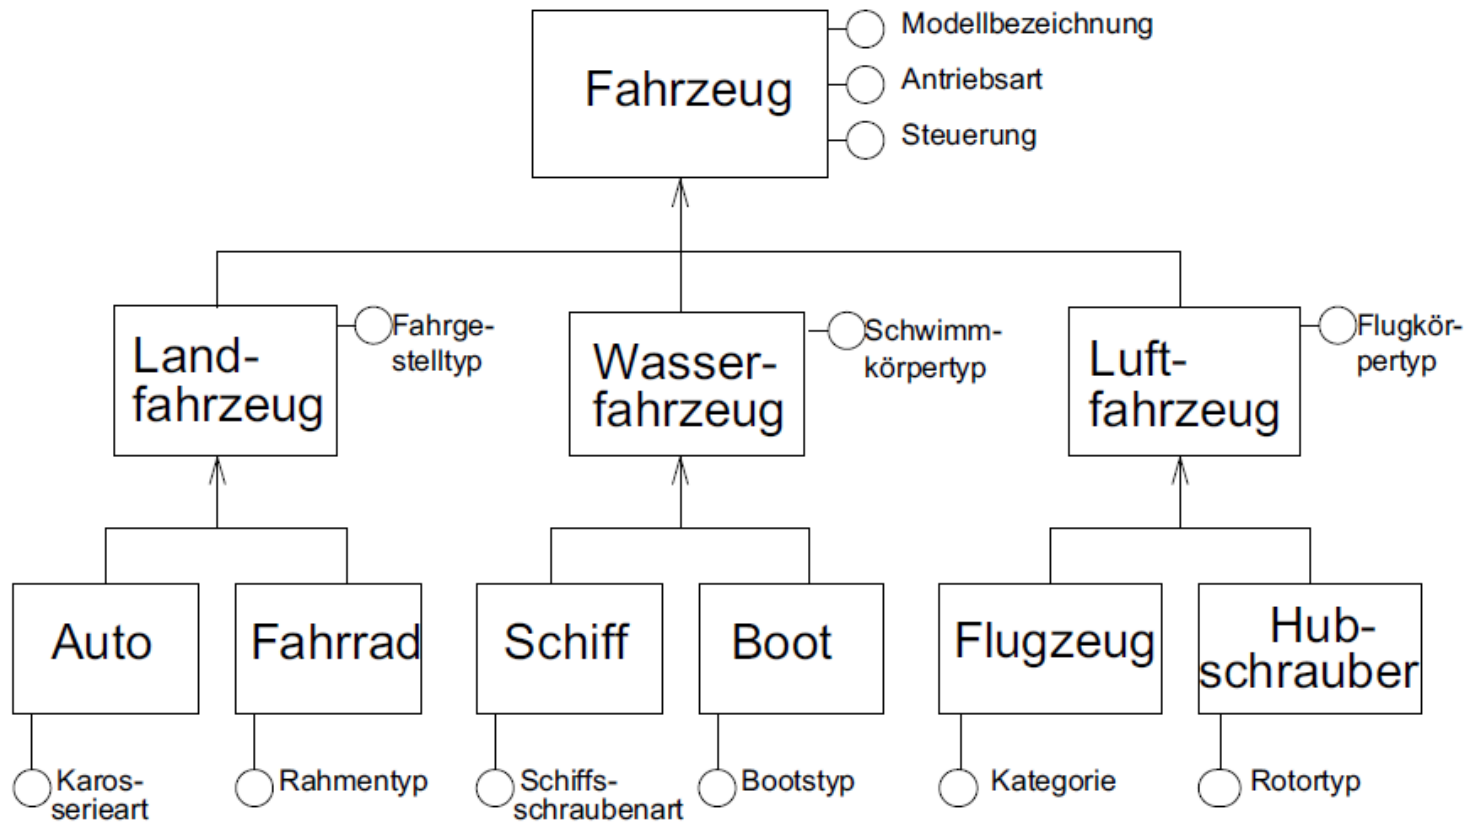 Modellbezeichnung
Fahrzeug
Antriebsart
Steuerung
Land-
fahrzeug
Fahrge-
stelltyp
Wasser-
fahrzeug
Schwimm-
körpertyp
Luft-
fahrzeug
Flugkör-
pertyp
Auto
Fahrrad
Schiff
Boot
Flugzeug
Hub-
schrauber
Karos-
serieart
Rahmentyp
Schiffs-
schraubenart
Bootstyp
Kategorie
Rotortyp